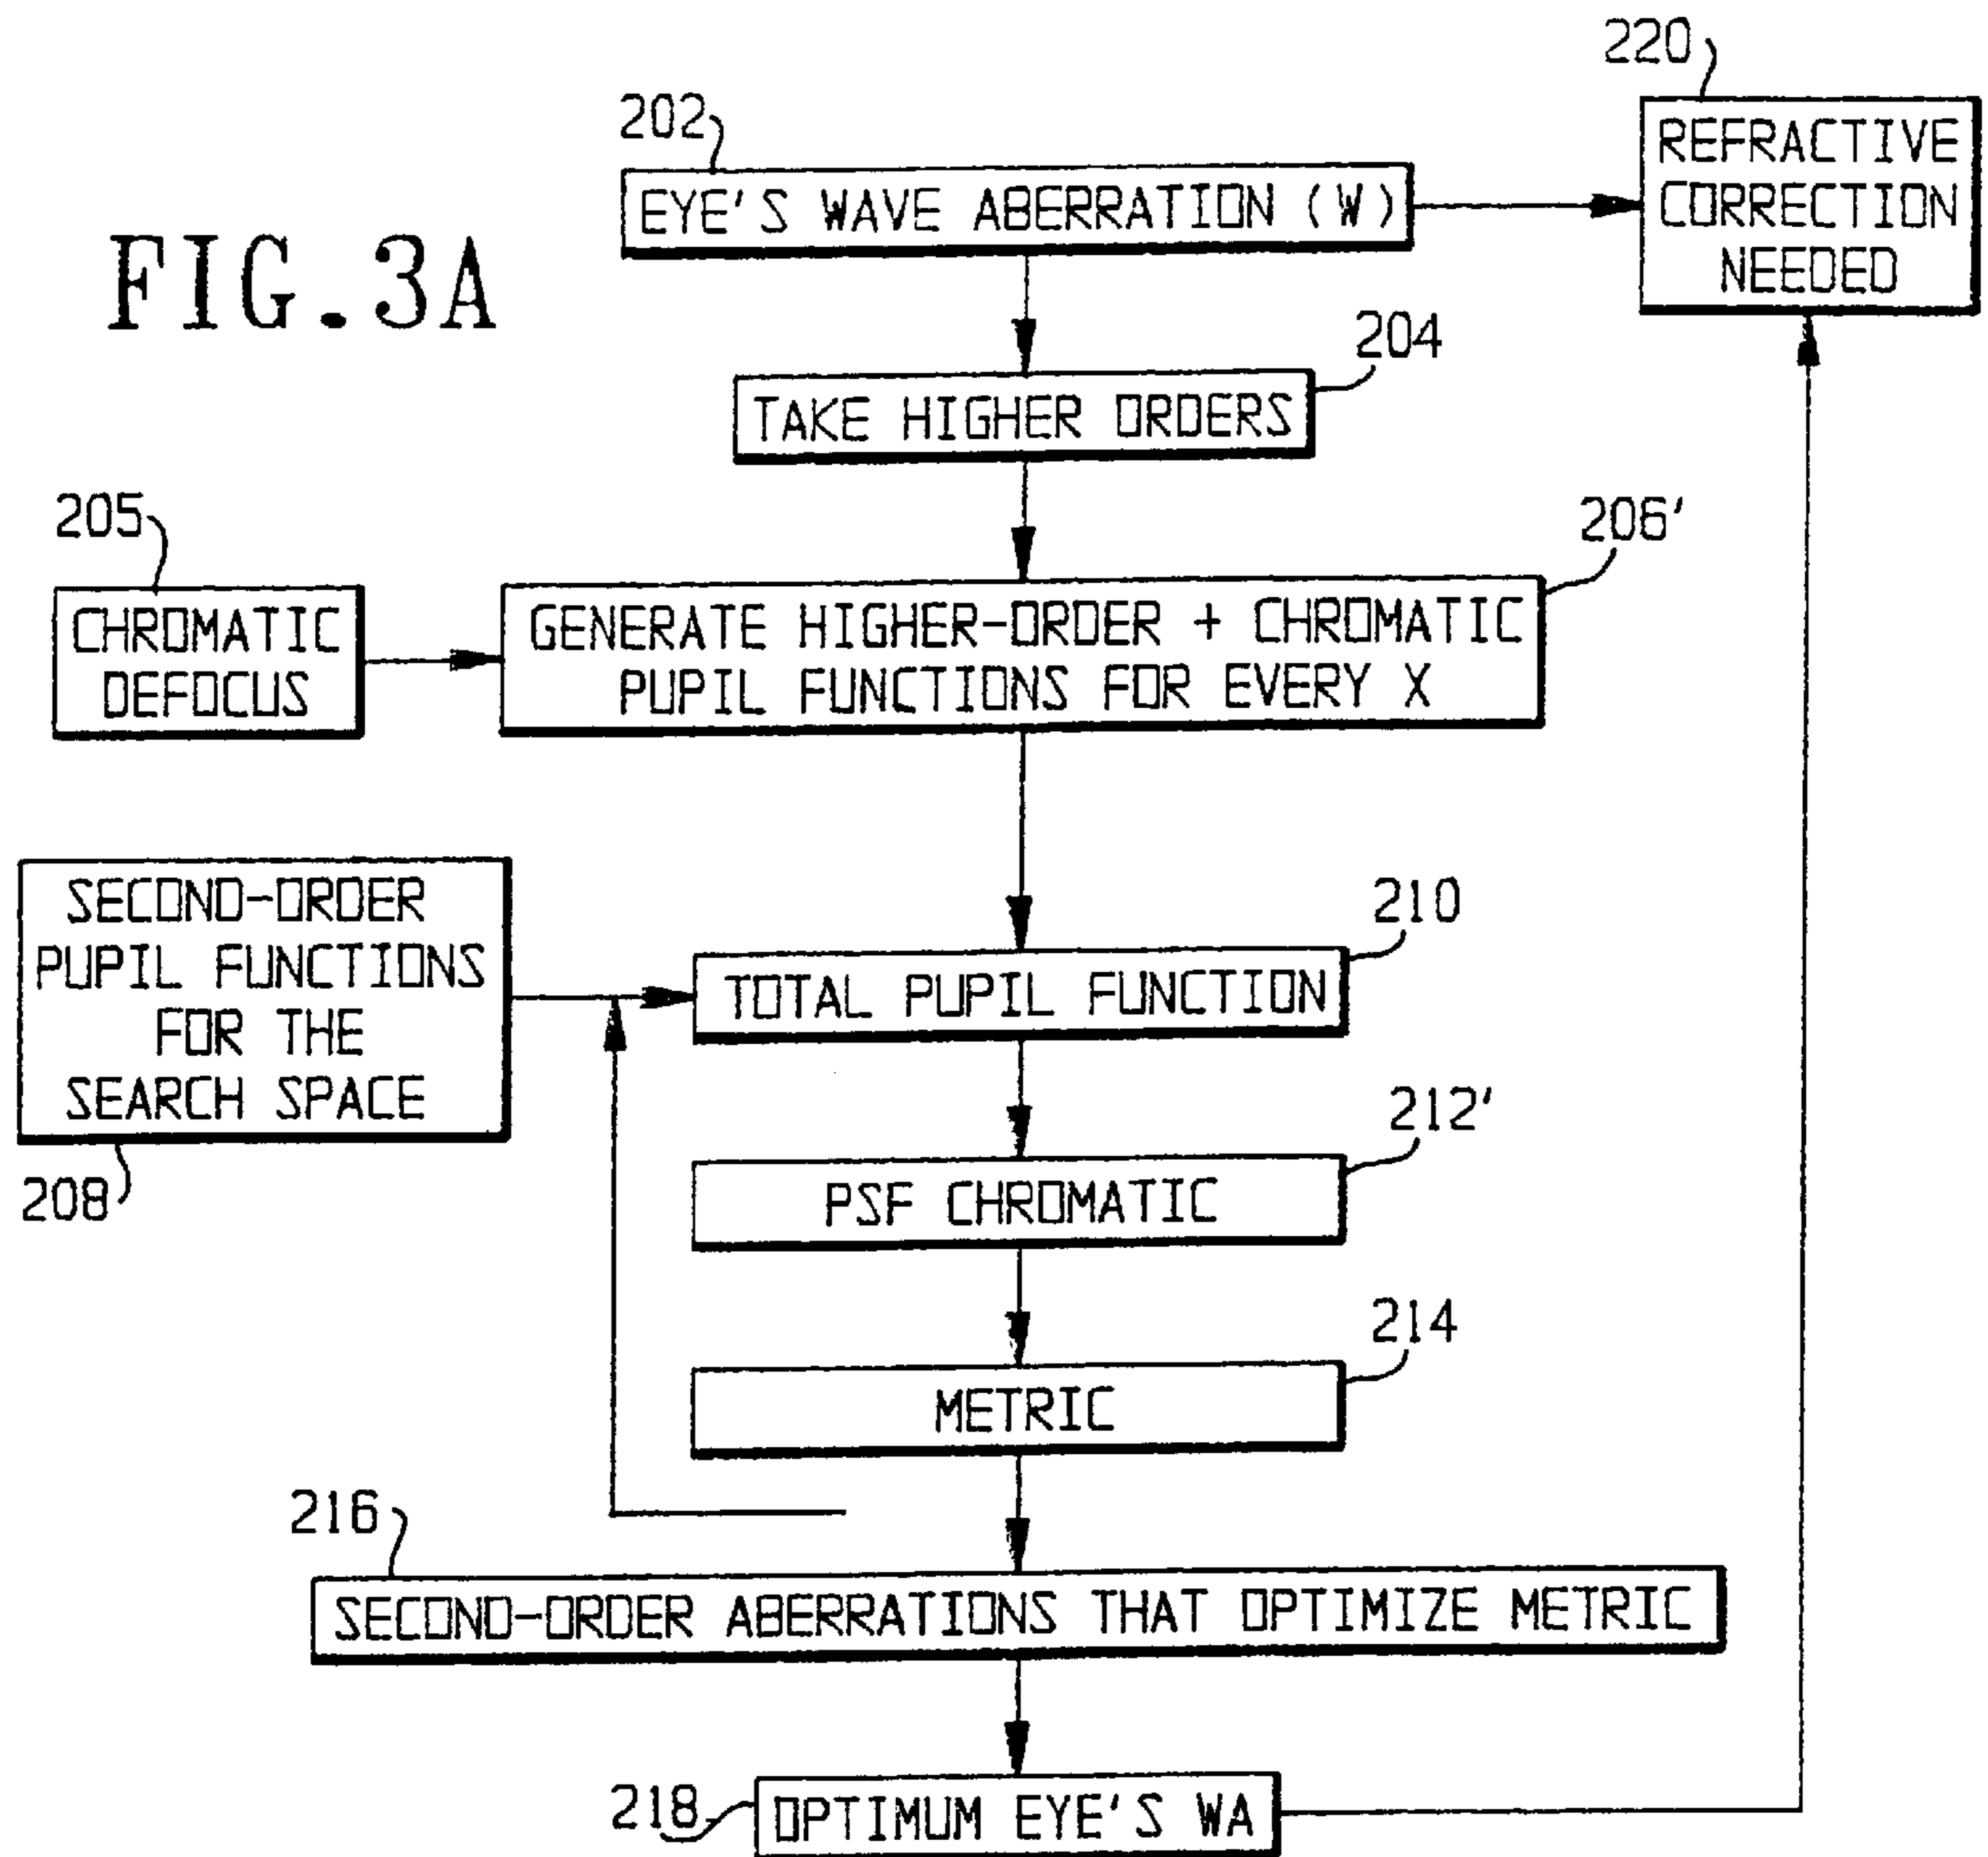 220
202
REFRACTIVE
CORRECTION
NEEDED
EYE'S WAVE ABERRATION (W)
FIG.3A
204
TAKE HIGHER ORDERS
205
206'
CHROMATIC
DEFOCUS
GENERATE HIGHER-ORDER + CHROMATIC
PUPIL FUNCTIONS FOR EVERY X
SECOND-ORDER
PUPIL FUNCTIONS
FOR THE
SEARCH SPACE
208
210
TOTAL PUPIL FUNCTION
212'
PSF CHROMATIC
214
METRIC
216
SECOND-ORDER ABERRATIONS THAT OPTIMIZE METRIC
218
OPTIMUM EYE'S WA